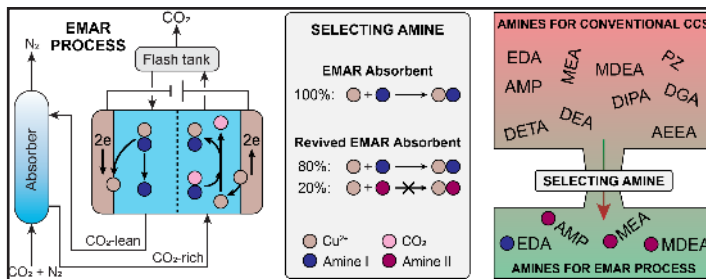 EMAR
PROCESS
CO₂
N₂
Flash tank
2e
2e
Absorber
CO₂-lean
CO₂-rich
CO₂ + N₂
SELECTING AMINE
EMAR Absorbent
100%: + →
Revived EMAR Absorbent
80%: + →
20%: + →
Cu²⁺
CO₂
Amine I
Amine II
AMINES FOR CONVENTIONAL CCS
EDA
MEA
MDEA
PZ
AMP
DIPA
DGA
DETA
DEA
AEEA
SELECTING AMINE
EDA
AMP
MEA
MDEA
AMINES FOR EMAR PROCESS